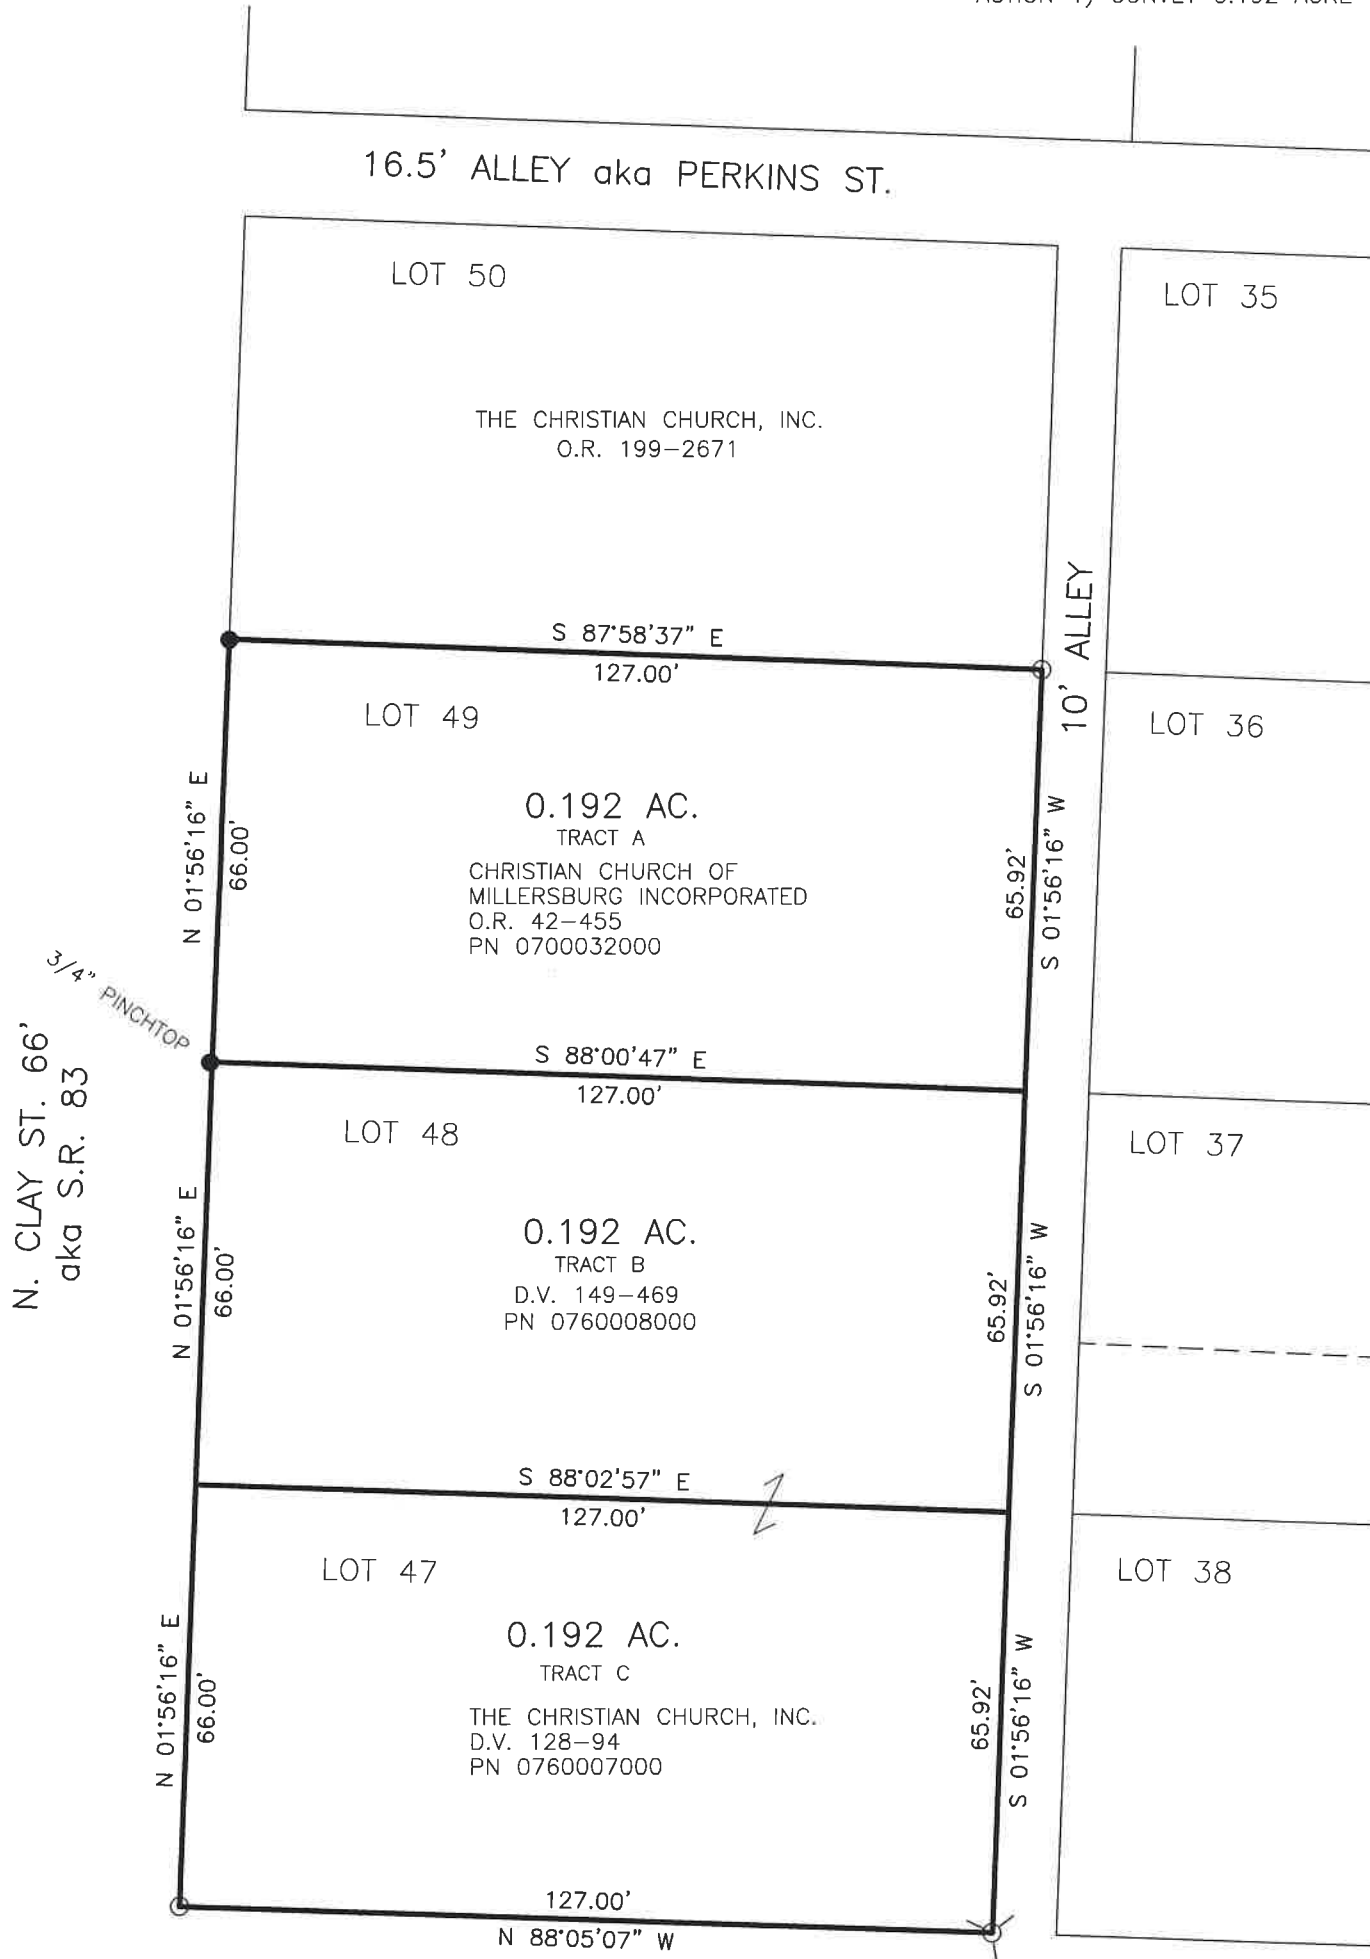 16.5' ALLEY aka PERKINS ST.
LOT 50
LOT 35
THE CHRISTIAN CHURCH, INC.
O.R. 199-2671
10' ALLEY
S 87°58'37" E
127.00'
LOT 49
LOT 36
N 01°56'16" E
66.00'
0.192 AC.
TRACT A
CHRISTIAN CHURCH OF
MILLERSBURG INCORPORATED
O.R. 42-455
PN 0700032000
65.92'
S 01°56'16" W
3/4" PINCHTOP
N. CLAY ST. 66'
aka S.R. 83
S 88°00'47" E
127.00'
LOT 48
LOT 37
N 01°56'16" E
66.00'
0.192 AC.
TRACT B
D.V. 149-469
PN 0760008000
65.92'
S 01°56'16" W
S 88°02'57" E
127.00'
LOT 47
LOT 38
N 01°56'16" E
66.00'
0.192 AC.
TRACT C
THE CHRISTIAN CHURCH, INC.
D.V. 128-94
PN 0760007000
65.92'
S 01°56'16" W
127.00'
N 88°05'07" W